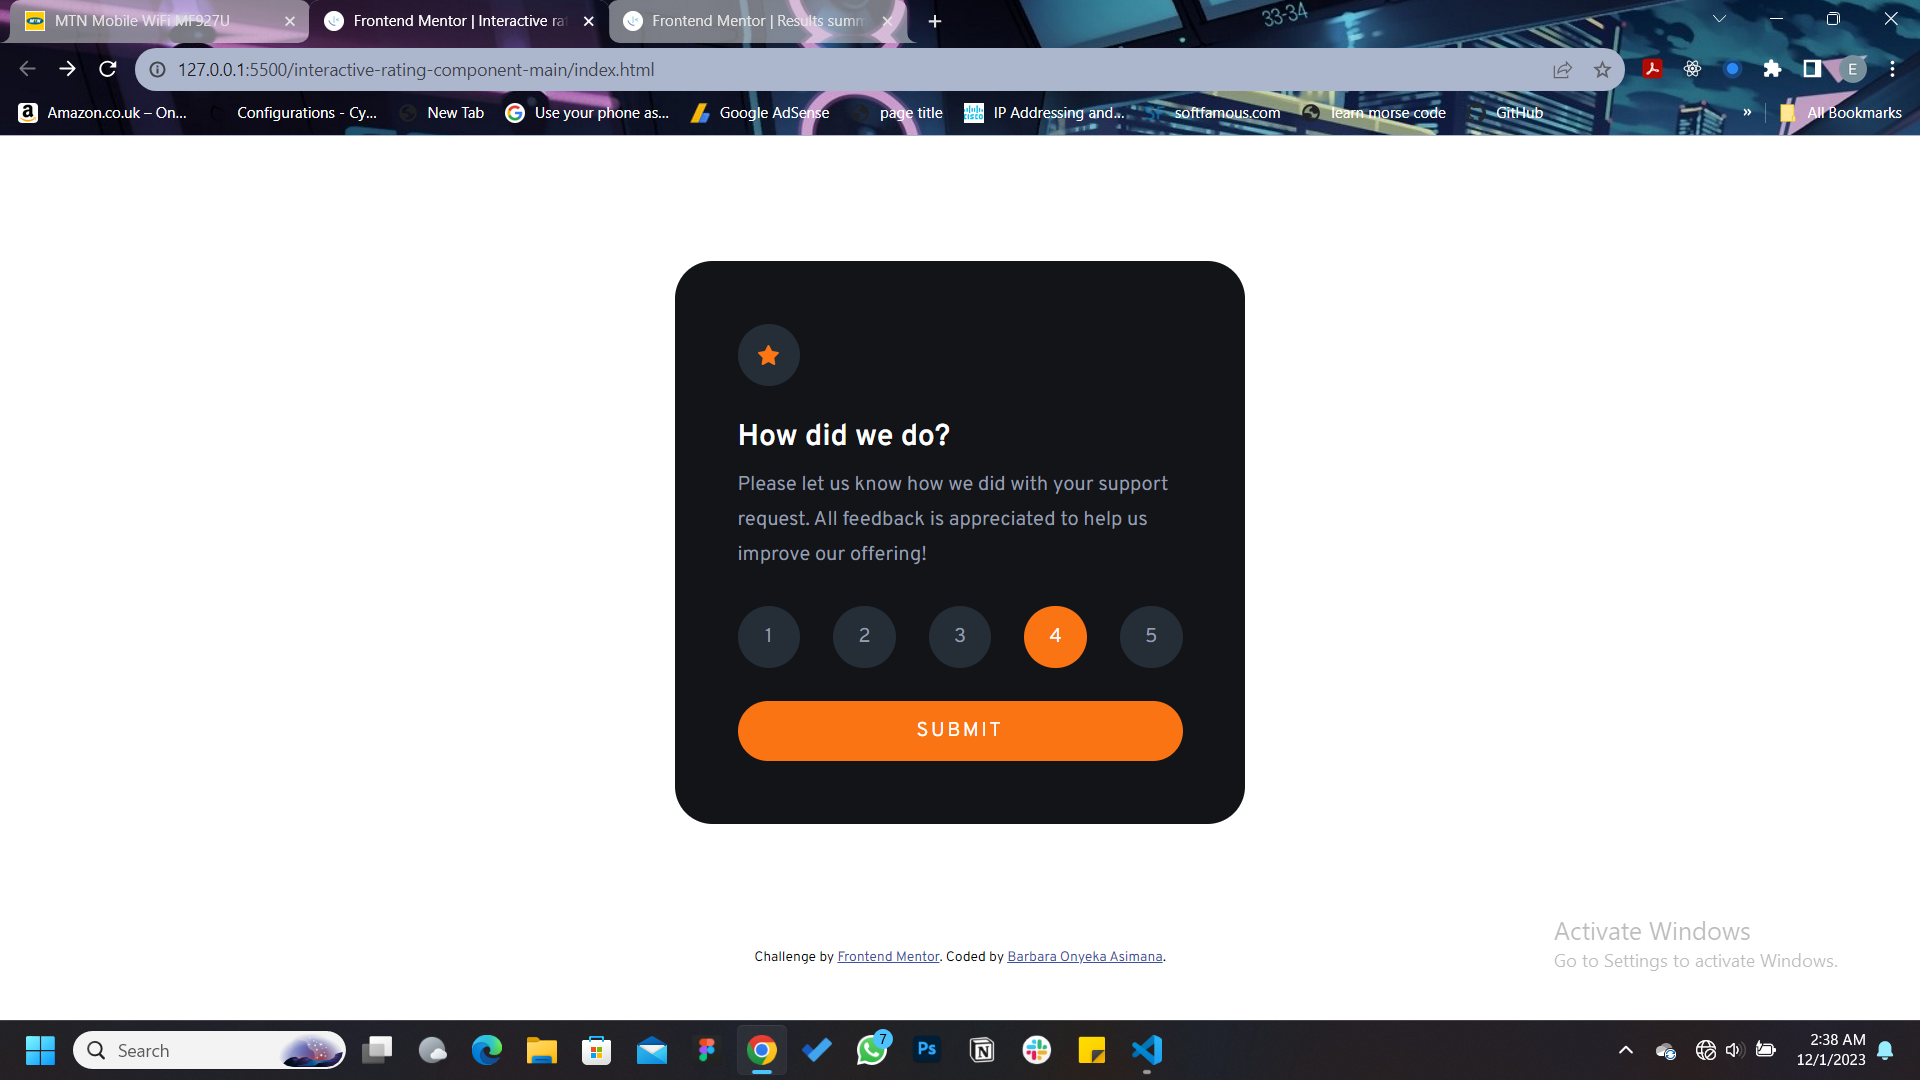 MTN Mobile WiFi MF927U
Frontend Mentor | Interactive rat
Frontend Mentor | Results summ
33-34
127.0.0.1:5500/interactive-rating-component-main/index.html
E
Amazon.co.uk – On...
Configurations - Cy...
New Tab
Use your phone as...
Google AdSense
page title
IP Addressing and...
softfamous.com
learn morse code
GitHub
»
All Bookmarks
How did we do?
Please let us know how we did with your support
request. All feedback is appreciated to help us
improve our offering!
1 2 3 4 5
SUBMIT
Challenge by Frontend Mentor. Coded by Barbara Onyeka Asimana.
Activate Windows
Go to Settings to activate Windows.
Search
7
Ps
2:38 AM
12/1/2023